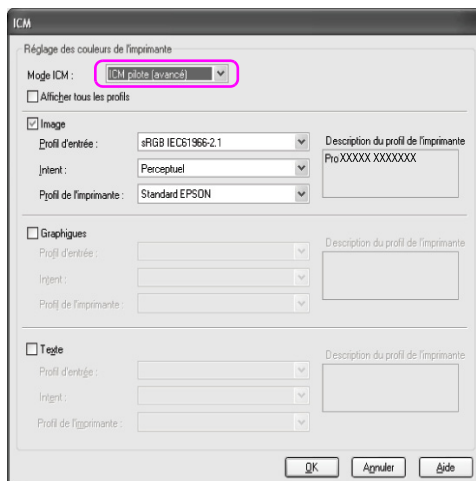 ICM
Réglage des couleurs de l'imprimante
Mode ICM : ICM pilote (avancé)
Afficher tous les profils
Image
Profil d'entrée : sRGB IEC61966-2.1
Description du profil de l'imprimante
ProXXXXX XXXXXXX
Intent : Perceptuel
Profil de l'imprimante : Standard EPSON
Graphigues
Description du profil de l'imprimante
Profil d'entrée :
Intent :
Profil de l'imprimante :
Texte
Description du profil de l'imprimante
Profil d'entrée :
Intent :
Profil de l'imprimante :
OK Annuler Aide